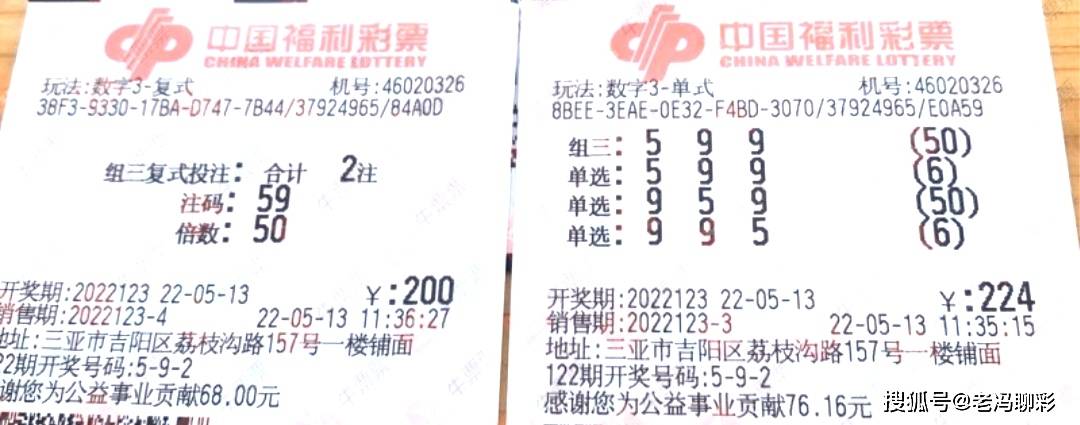 中国福利彩票
CHINA WELFARE LOTTERY
玩法:数字3-复式 机号:46020326
38F3-9330-17BA-D747-7B44/37924965/84A0D
组三复式投注: 合计 2注
注码: 59
倍数: 50
开奖期:2022123 22-05-13 ¥:200
销售期:2022123-4 22-05-13 11:36:27
地址:三亚市吉阳区荔枝沟路157号一楼铺面
22期开奖号码:5-9-2
谢您为公益事业贡献68.00元
中国福利彩票
CHINA WELFARE LOTTERY
玩法:数字3-单式 机号:46020326
8BEE-3EAE-0E32-F4BD-3070/37924965/E0A59
组三: 5 9 9 (50)
单选: 5 9 9 (6)
单选: 9 5 9 (50)
单选: 9 9 5 (6)
开奖期:2022123 22-05-13 ¥:224
销售期:2022123-3 22-05-13 11:35:15
地址:三亚市吉阳区荔枝沟路157号一楼铺面
122期开奖号码:5-9-2
感谢您为公益事业贡献76.16元
搜狐号@老冯聊彩